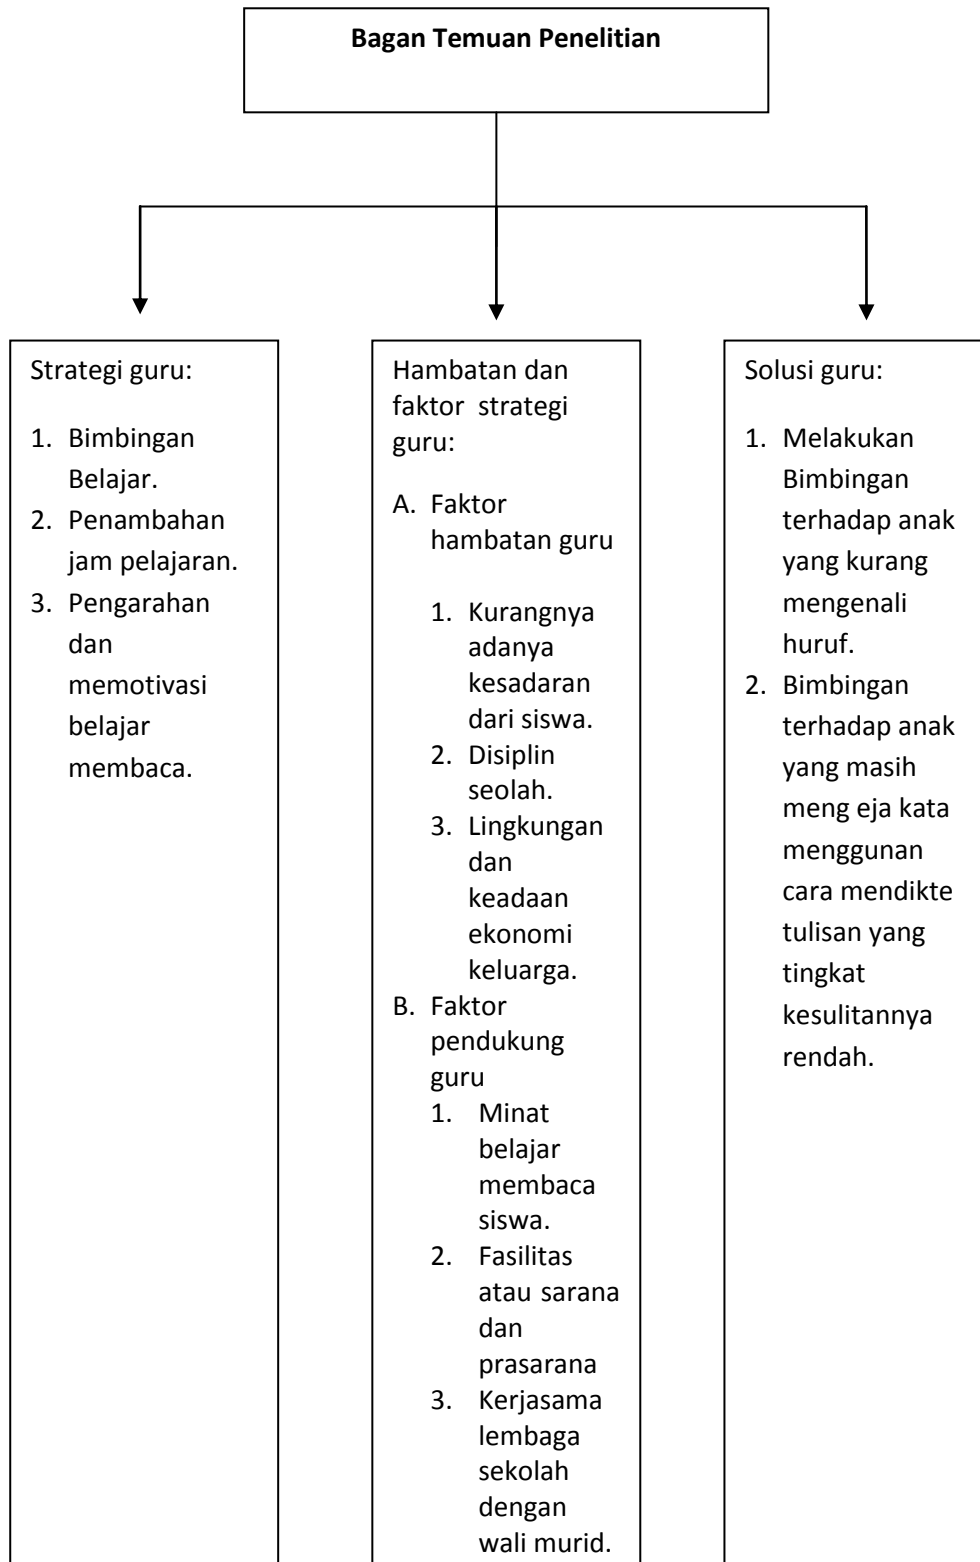 Bagan Temuan Penelitian
Strategi guru:
1. Bimbingan
Belajar.
2. Penambahan
jam pelajaran.
3. Pengarahan
dan
memotivasi
belajar
membaca.
Hambatan dan
faktor strategi
guru:
A. Faktor
hambatan guru
1. Kurangnya
adanya
kesadaran
dari siswa.
2. Disiplin
seolah.
3. Lingkungan
dan
keadaan
ekonomi
keluarga.
B. Faktor
pendukung
guru
1. Minat
belajar
membaca
siswa.
2. Fasilitas
atau sarana
dan
prasarana
3. Kerjasama
lembaga
sekolah
dengan
wali murid.
Solusi guru:
1. Melakukan
Bimbingan
terhadap anak
yang kurang
mengenali
huruf.
2. Bimbingan
terhadap anak
yang masih
meng eja kata
menggunan
cara mendikte
tulisan yang
tingkat
kesulitannya
rendah.